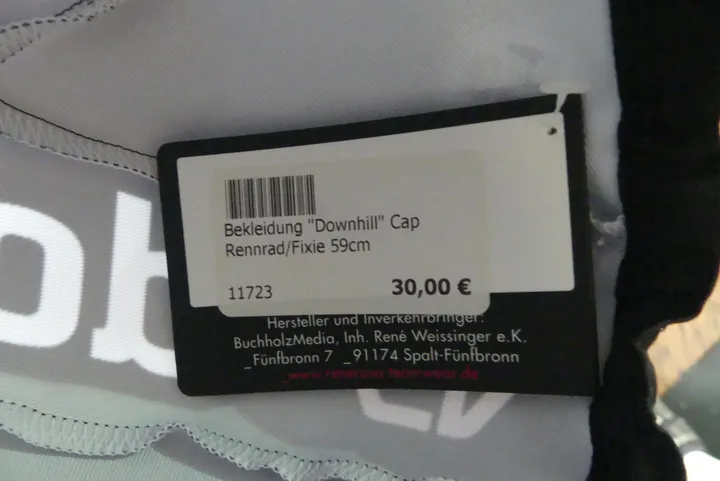 Bekleidung "Downhill" Cap
Rennrad/Fixie 59cm
11723 30,00 €
Hersteller und Inverkehrbringer:
BuchholzMedia, Inh. René Weissinger e.K.
_Fünfbronn 7 _91174 Spalt-Fünfbronn